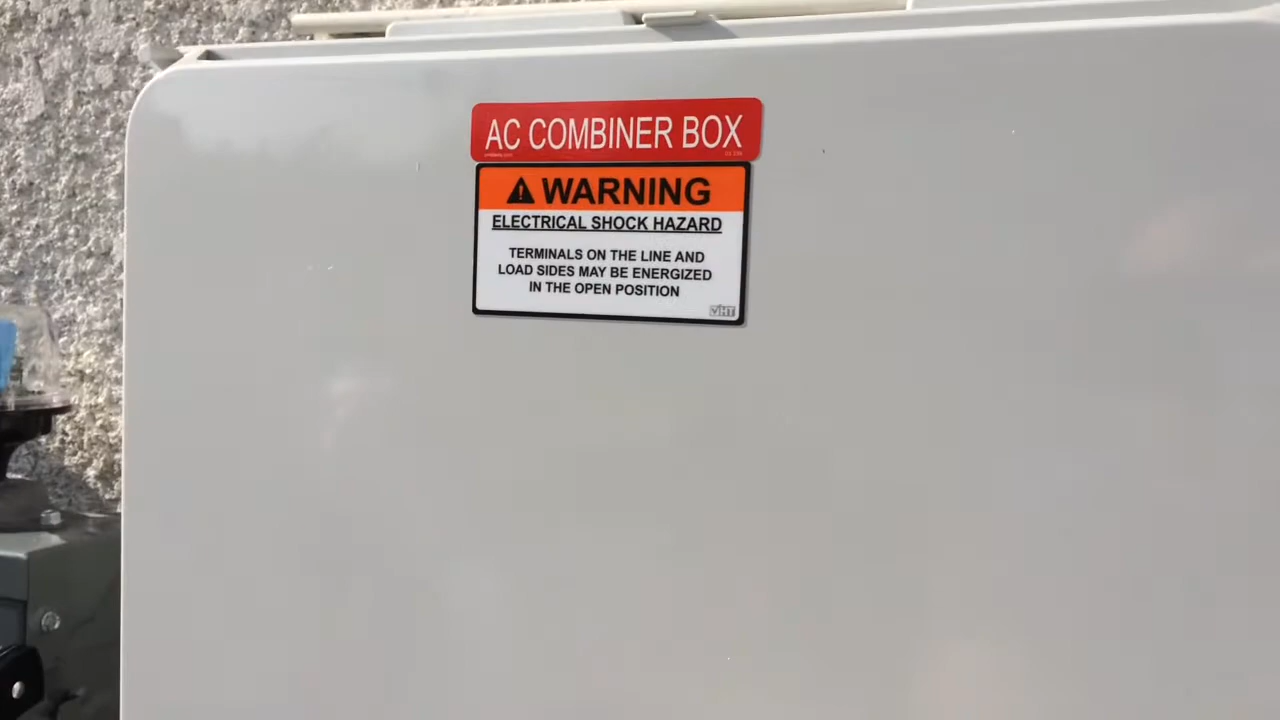 AC COMBINER BOX
WARNING
ELECTRICAL SHOCK HAZARD
TERMINALS ON THE LINE AND
LOAD SIDES MAY BE ENERGIZED
IN THE OPEN POSITION